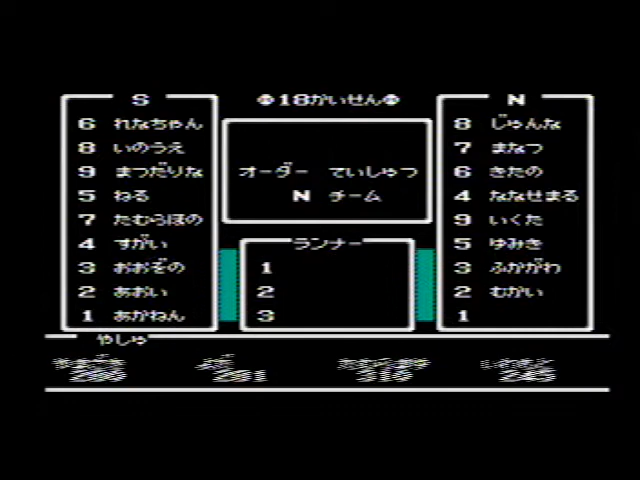 S
6 れなちゃん
8 いのうえ
9 まつだりな
5 ねる
7 たむらほの
4 すがい
3 おおぞの
2 あおい
1 あかねん
18かいせん
オーダー ていしゅつ
N チーム
ランナー
1
2
3
N
8 じゅんな
7 まなつ
6 きたの
4 ななせまる
9 いくた
5 ゆみき
3 ふかがわ
2 むかい
1
やしゅ